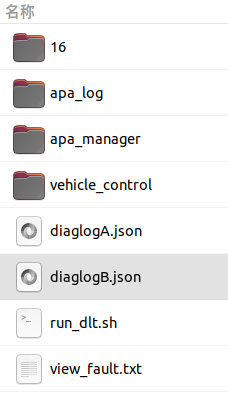 名称
16
apa_log
apa_manager
vehicle_control
diaglogA.json
diaglogB.json
run_dlt.sh
view_fault.txt